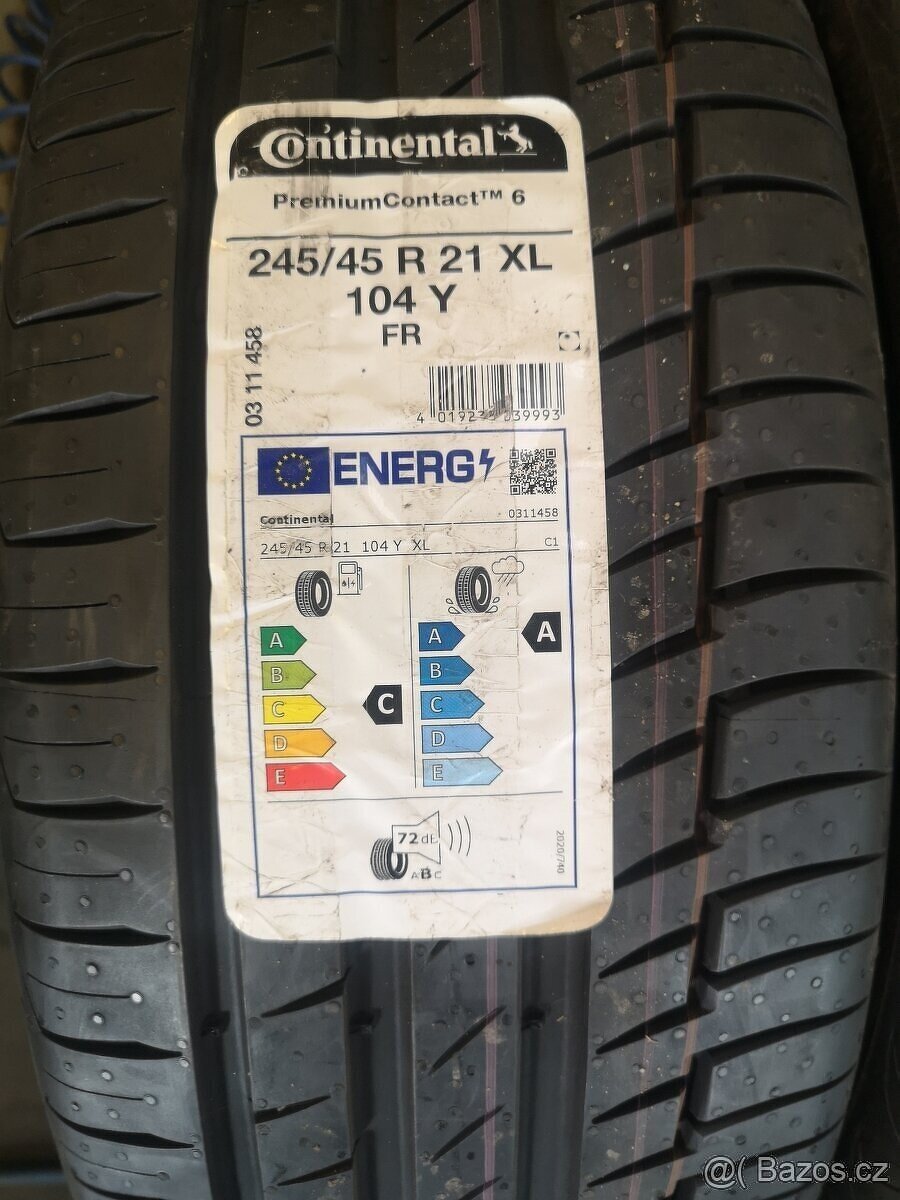 Continental
PremiumContact™ 6
245/45 R 21 XL
104 Y
FR
03 11 458
ENERG
Continental
0311458
245/45 R 21 104 Y XL
C1
A
B
C
D
E
C
A
B
C
D
E
A
72 dB
ABC
2020/740
@( Bazos.cz